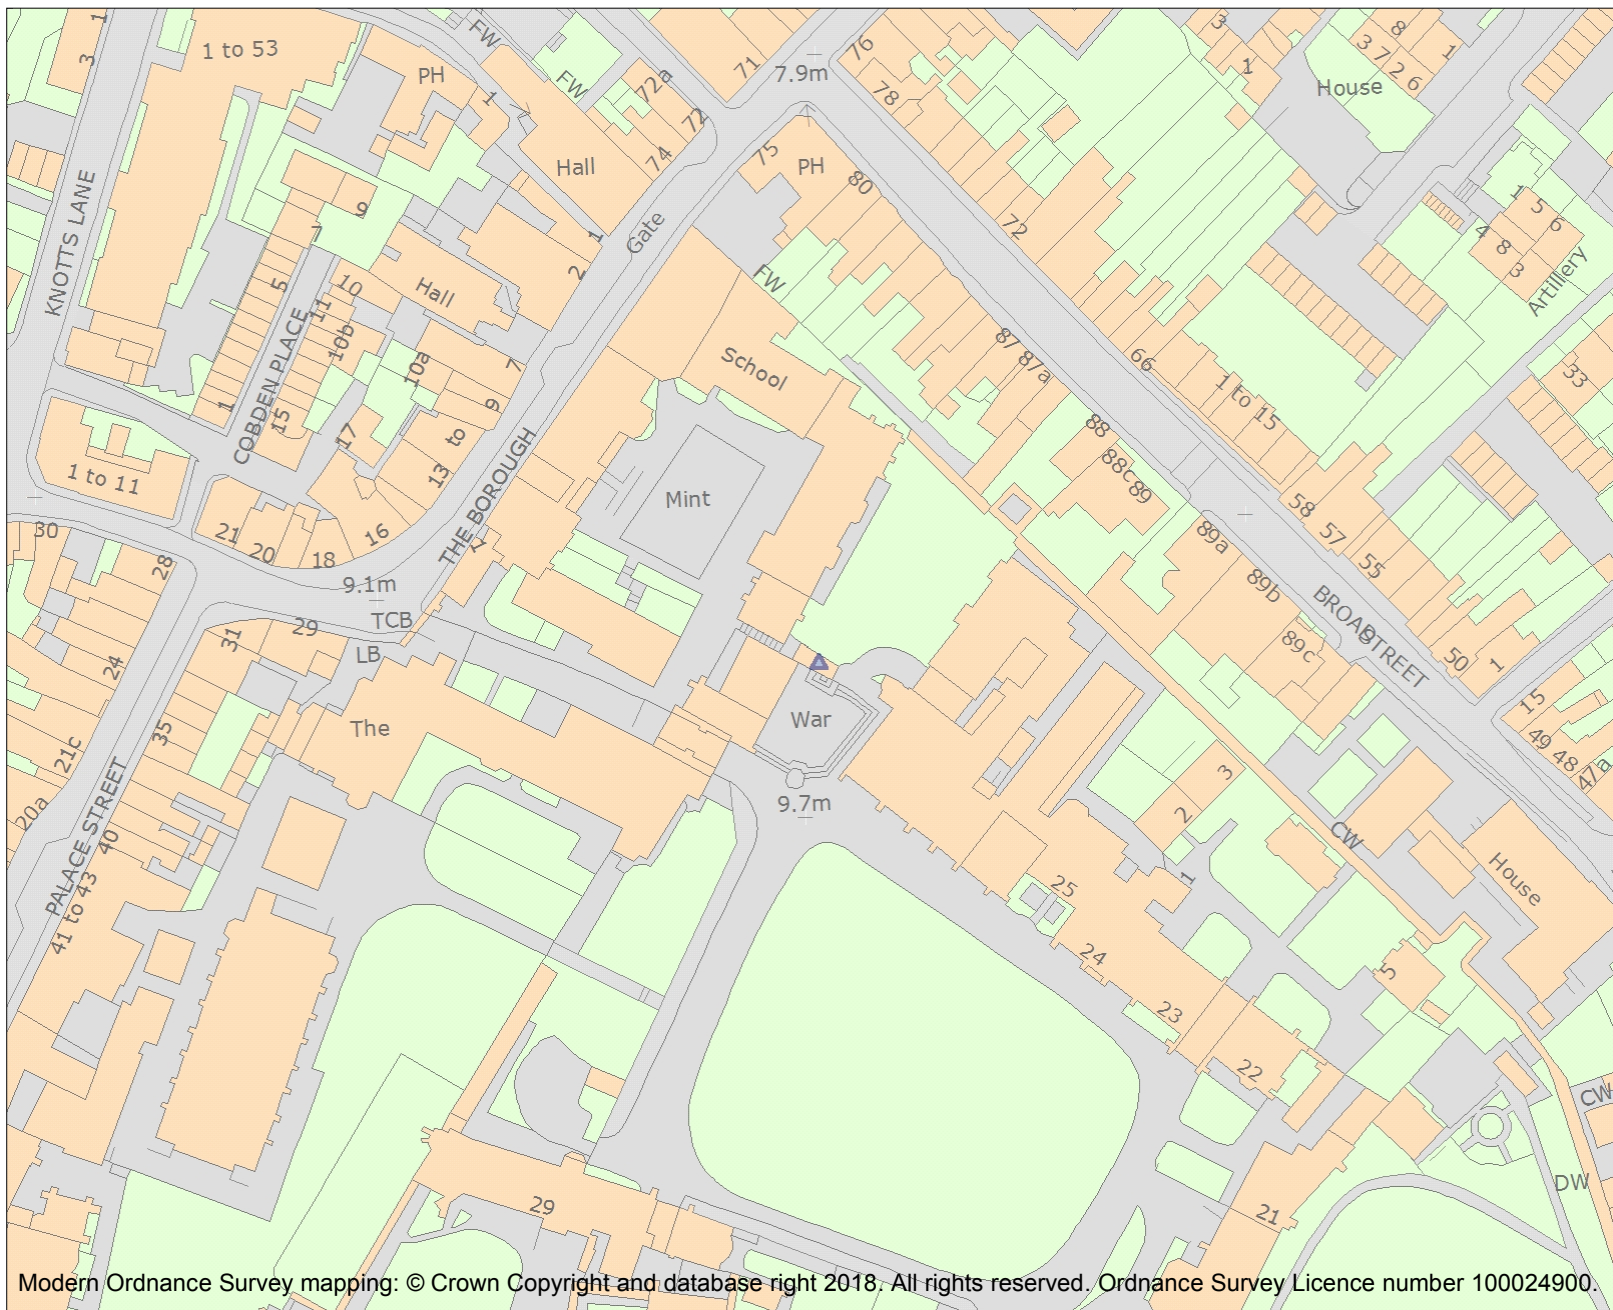 1
3
1 to 53
PH
FW
1
FW
72a
72
74
71
7.9m
76
78
3
1
8
3 7 2 6
1
House
KNOTTS LANE
9
7
5
Hall
1
2
Gate
75
PH
80
72
1 5 6
4 8 3
Artillery
10
11
10b
Hall
COBDEN PLACE
1
15
10a
17
7
9
to
13
School
FW
87 87a
66
1 to 15
33
1 to 11
THE BOROUGH
Mint
88
88c
89
30
28
21
20
18
16
9.1m
1
TCB
LB
89a
89b
89c
58
57
55
BROAD STREET
50
1
15
49 48
47a
31
29
24
The
War
9.7m
21c
35
20a
PALACE STREET
40
41 to 43
3
2
1
CW
House
25
24
23
22
5
CW
DW
29
21
Modern Ordnance Survey mapping: © Crown Copyright and database right 2018. All rights reserved. Ordnance Survey Licence number 100024900.